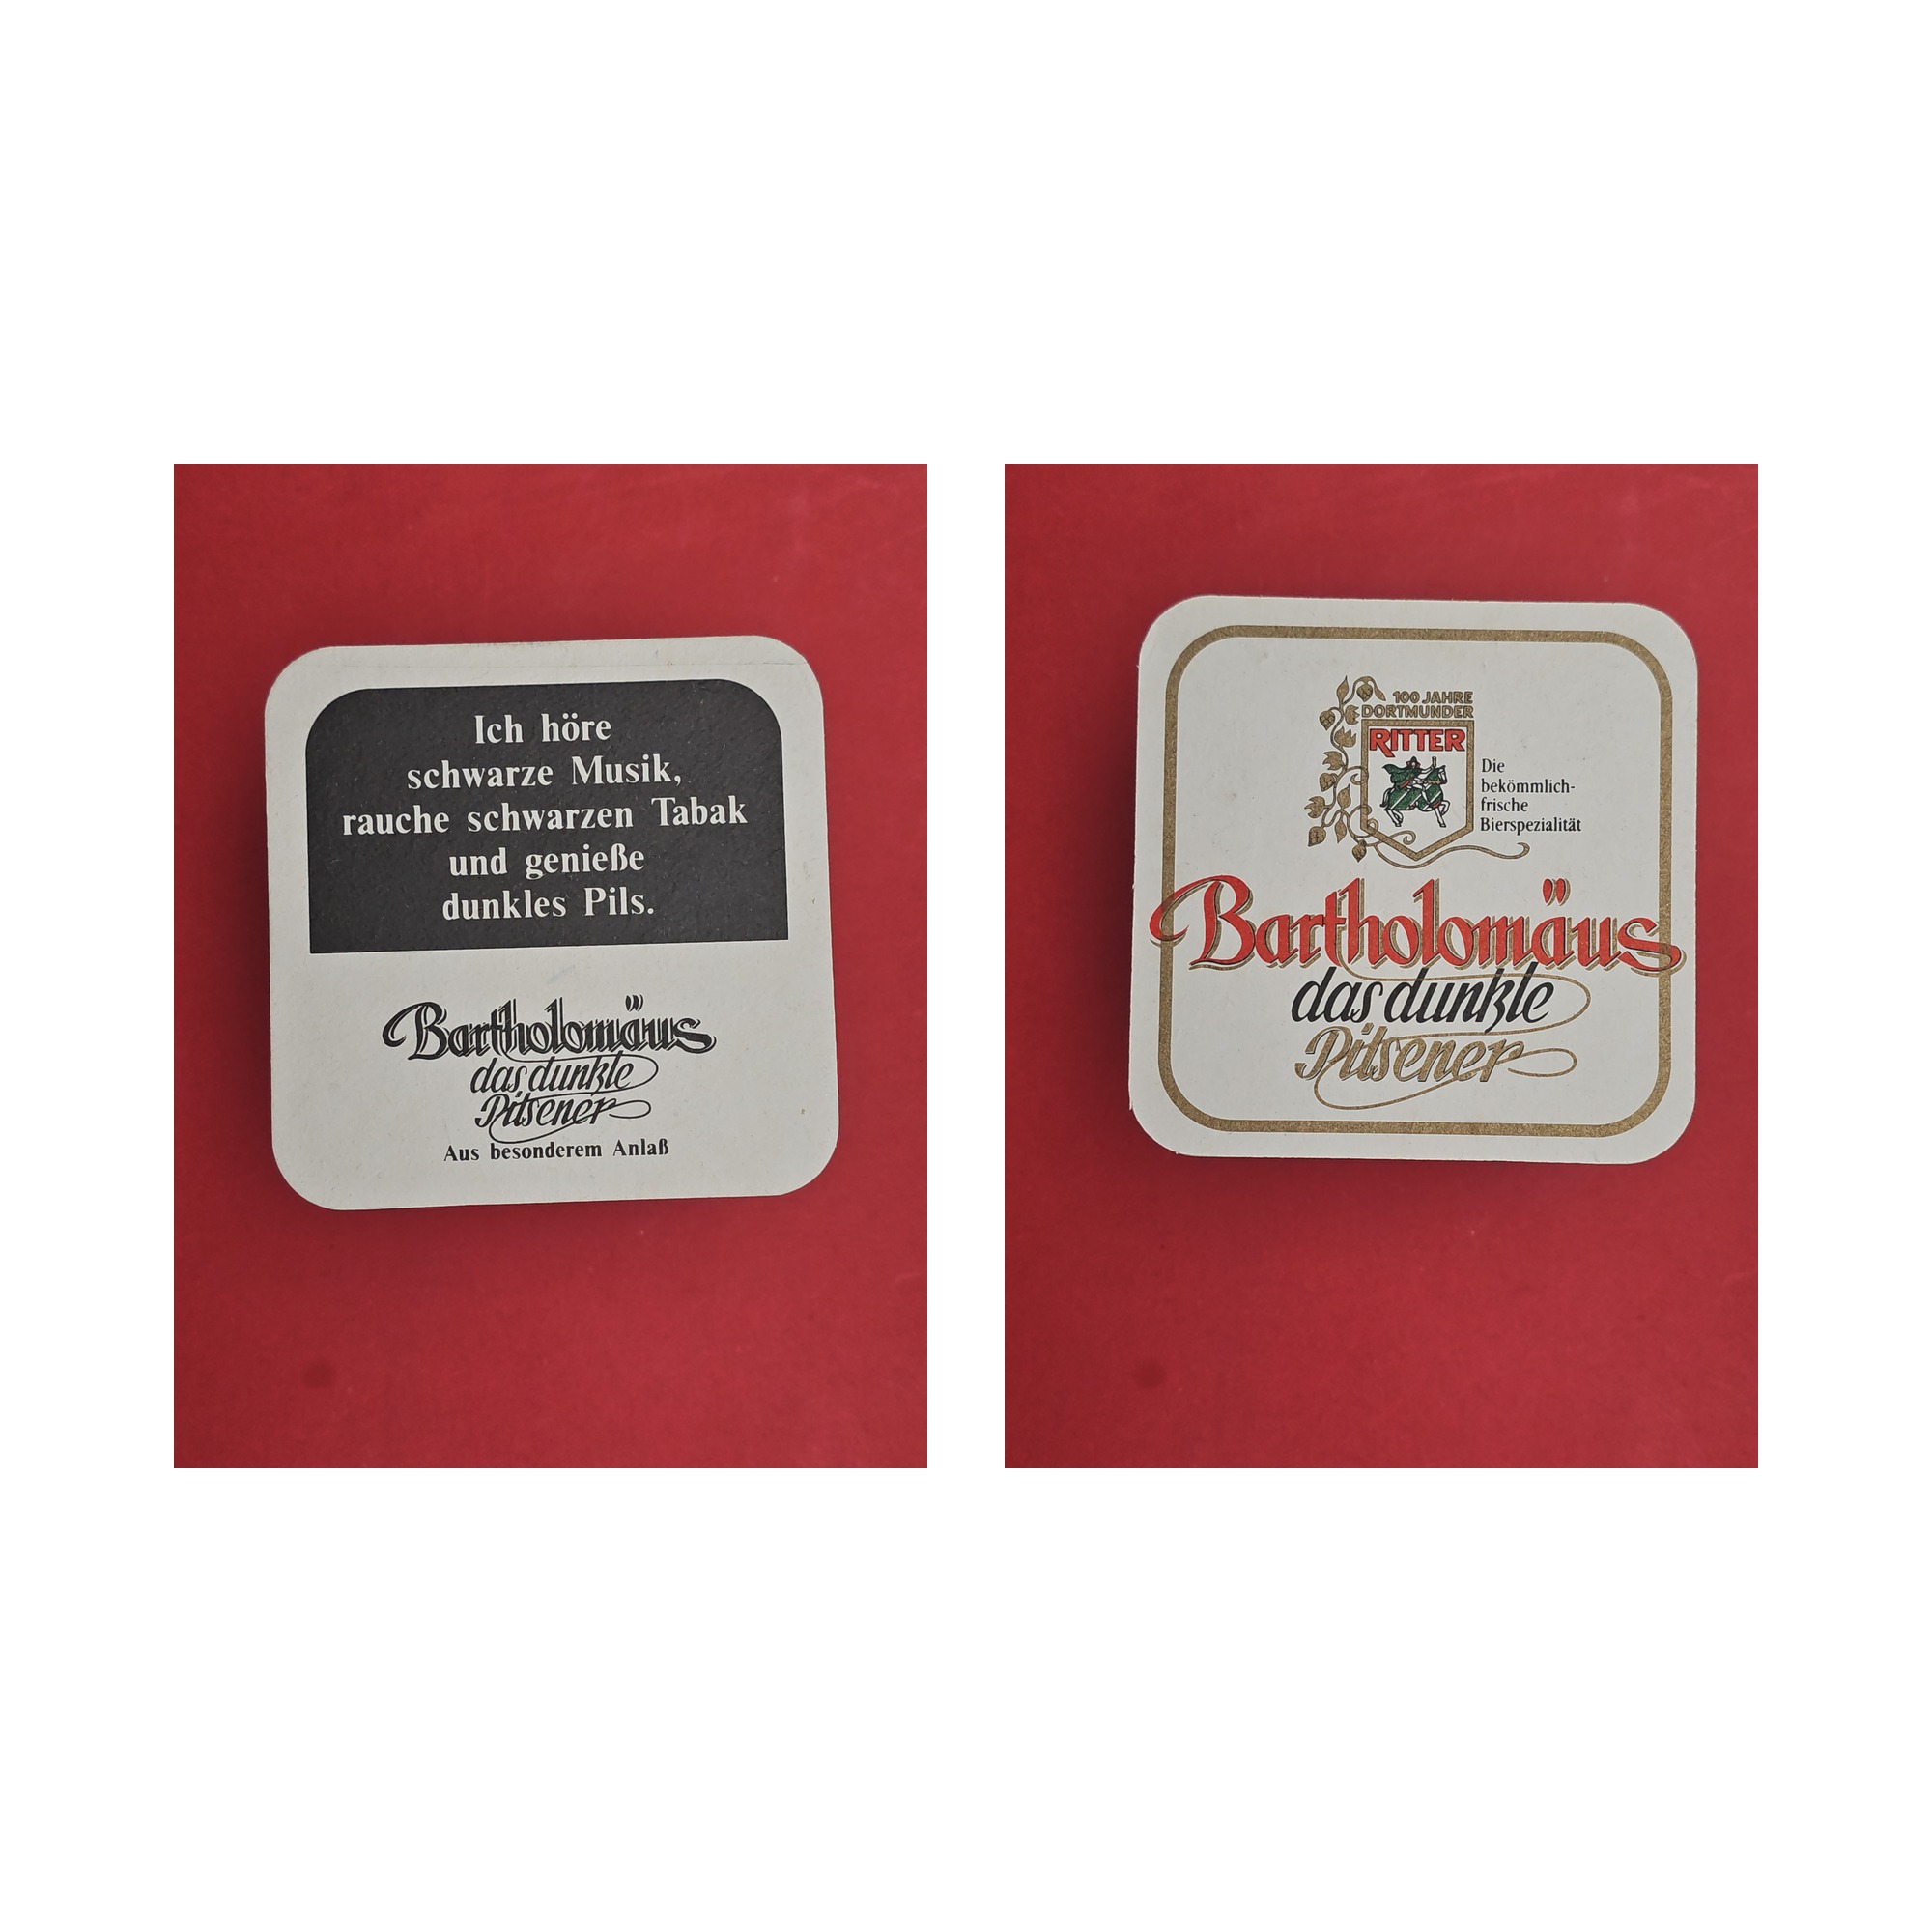 Ich höre
schwarze Musik,
rauche schwarzen Tabak
und genieße
dunkles Pils.
Bartholomäus
das dunkle
Pilsener
Aus besonderem Anlaß
100 JAHRE
DORTMUNDER
RITTER
Die
bekömmlich-
frische
Bierspezialität
Bartholomäus
das dunkle
Pilsener